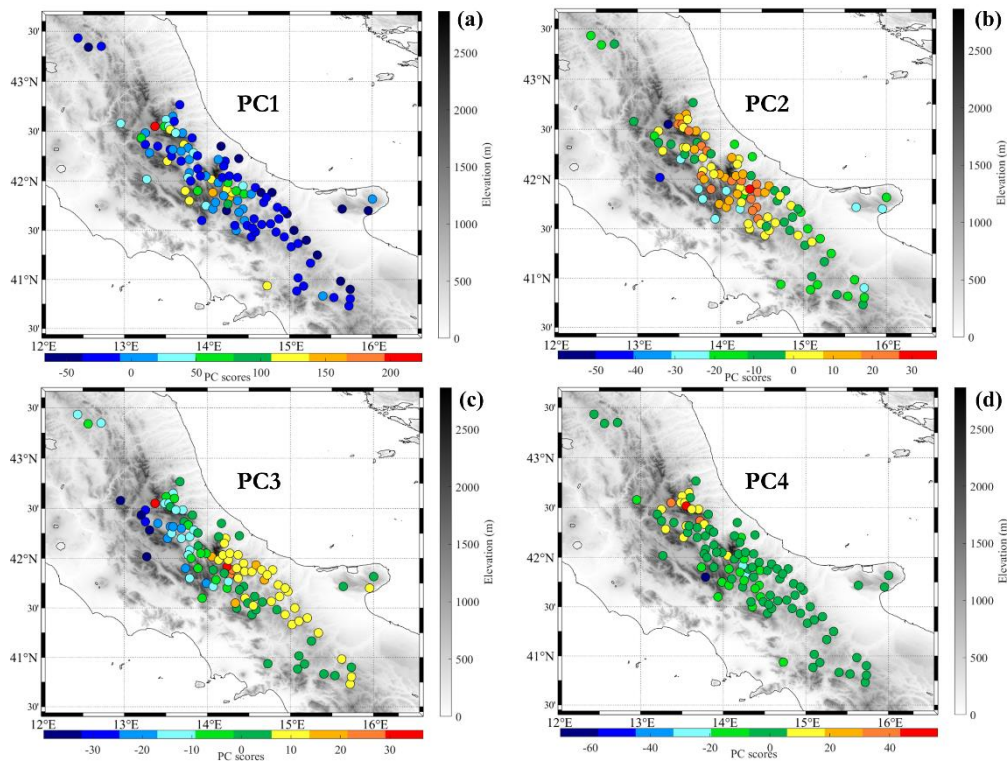 (a)
30'
43°N
30'
42°N
30'
41°N
30'
12°E
13°E
14°E
15°E
16°E
PC1
2500
2000
1500
1000
500
0
Elevation (m)
-50 0 50 100 150 200
PC scores
(b)
30'
43°N
30'
42°N
30'
41°N
30'
12°E
13°E
14°E
15°E
16°E
PC2
2500
2000
1500
1000
500
0
Elevation (m)
-50 -40 -30 -20 -10 0 10 20 30
PC scores
(c)
30'
43°N
30'
42°N
30'
41°N
30'
12°E
13°E
14°E
15°E
16°E
PC3
2500
2000
1500
1000
500
0
Elevation (m)
-30 -20 -10 0 10 20 30
PC scores
(d)
30'
43°N
30'
42°N
30'
41°N
30'
12°E
13°E
14°E
15°E
16°E
PC4
2500
2000
1500
1000
500
0
Elevation (m)
-60 -40 -20 0 20 40
PC scores